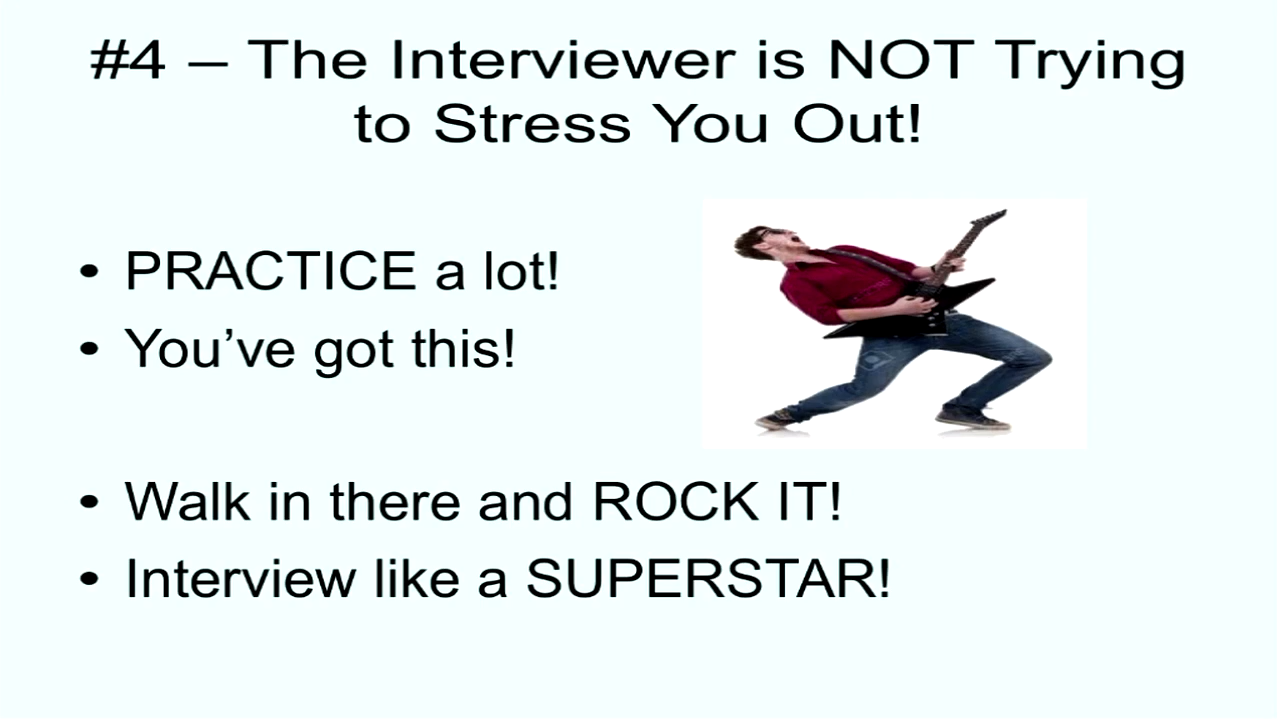 #4 – The Interviewer is NOT Trying
to Stress You Out!
• PRACTICE a lot!
• You’ve got this!
• Walk in there and ROCK IT!
• Interview like a SUPERSTAR!